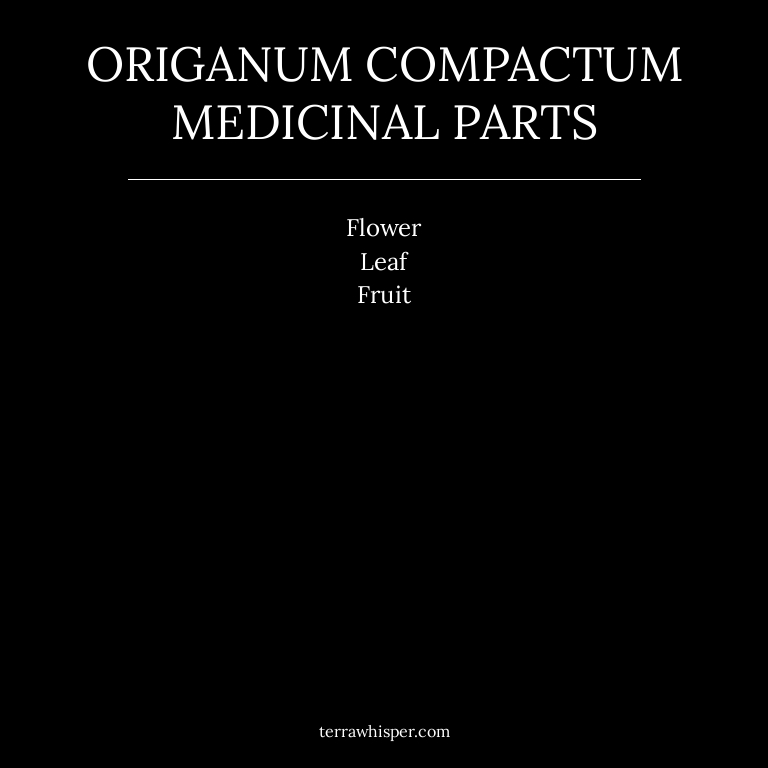 ORIGANUM COMPACTUM
MEDICINAL PARTS
Flower
Leaf
Fruit
terrawhisper.com